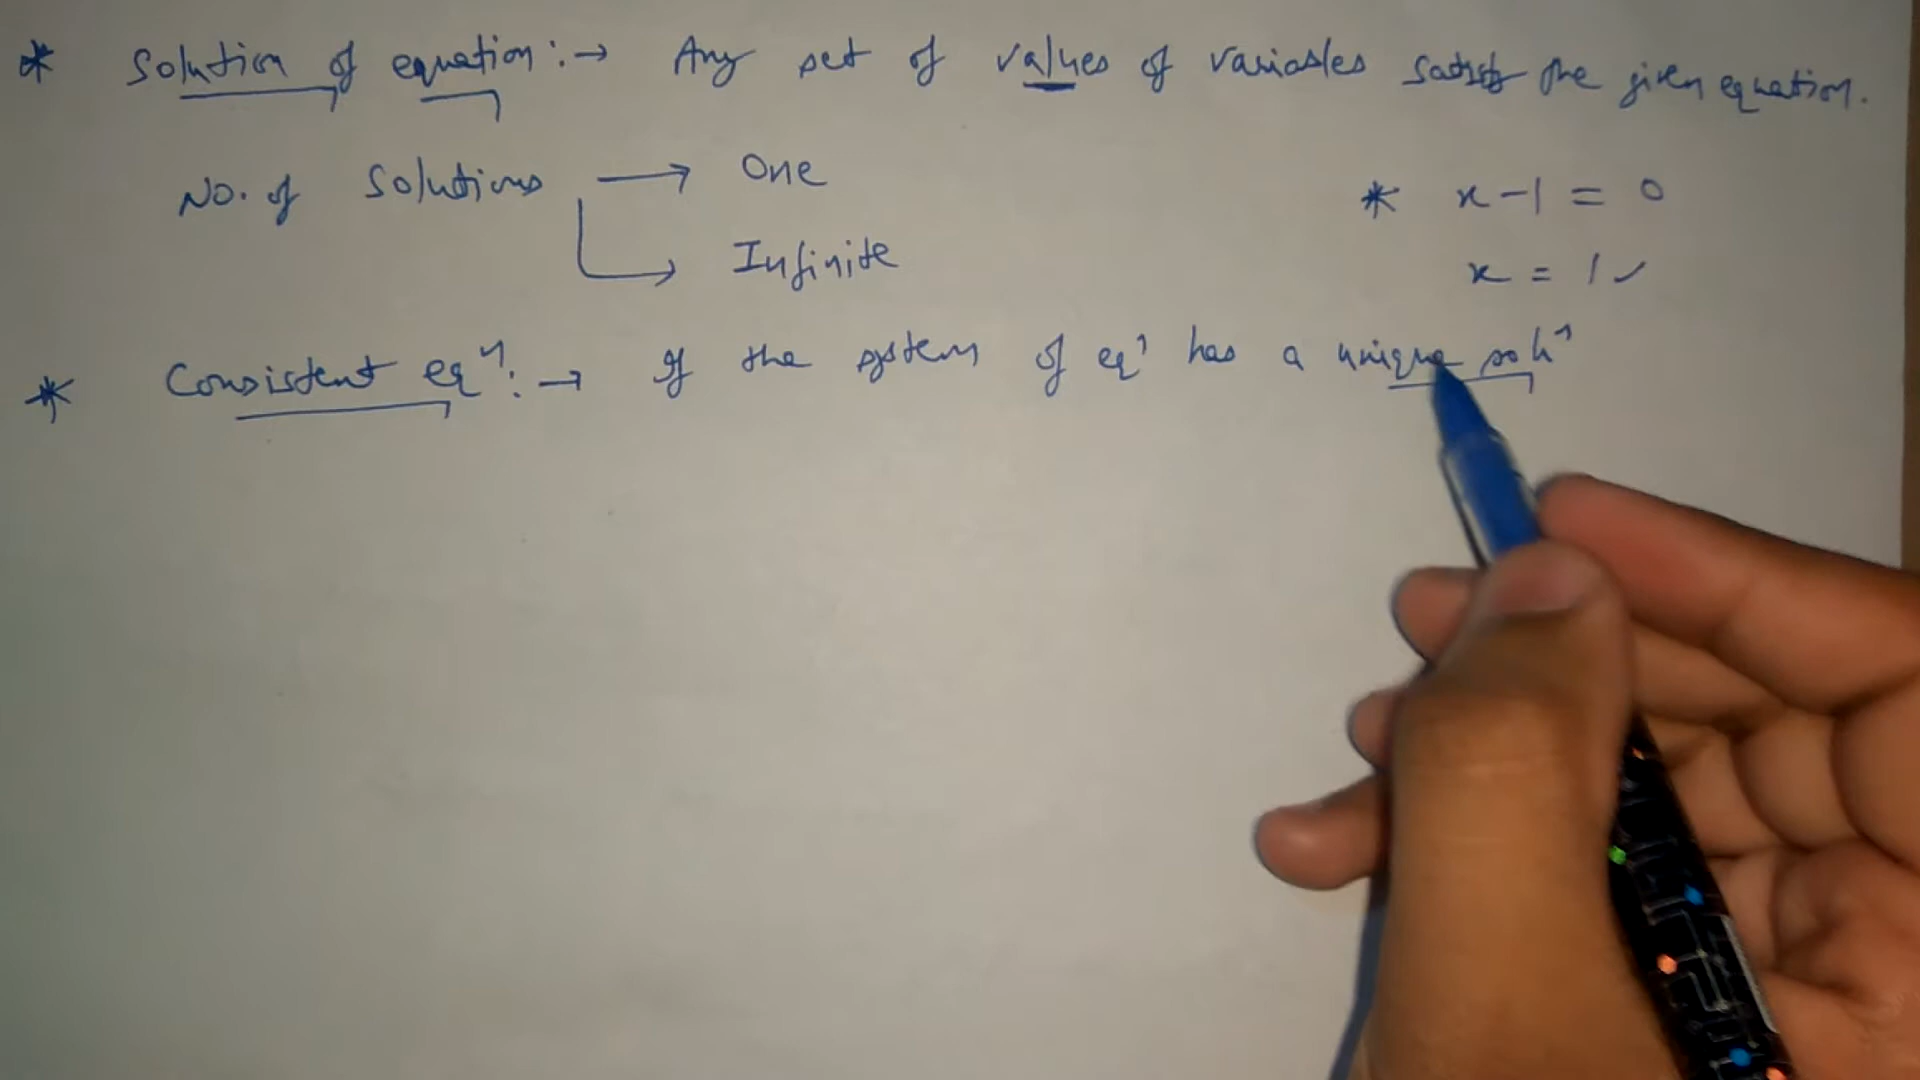 * Solution of equation :→ Any set of values of variables satisfy the given equation.
No. of Solutions → One
→ Infinite
* x - 1 = 0
x = 1 ✓
* Consistent eqⁿ :→ If the system of eqⁿ has a unique solⁿ